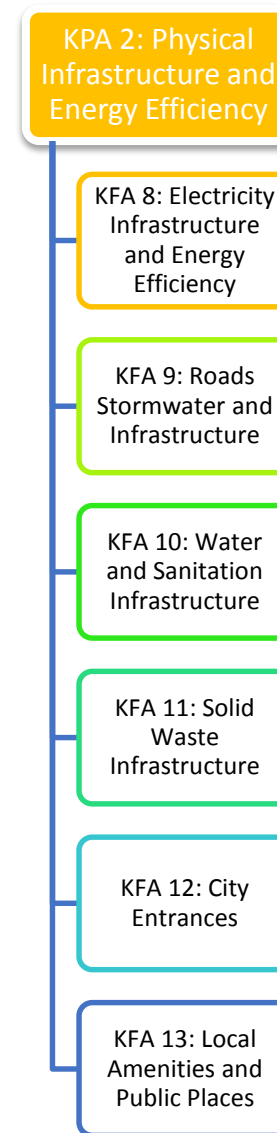 KPA 2: Physical
Infrastructure and
Energy Efficiency
KFA 8: Electricity
Infrastructure
and Energy
Efficiency
KFA 9: Roads
Stormwater and
Infrastructure
KFA 10: Water
and Sanitation
Infrastructure
KFA 11: Solid
Waste
Infrastructure
KFA 12: City
Entrances
KFA 13: Local
Amenities and
Public Places